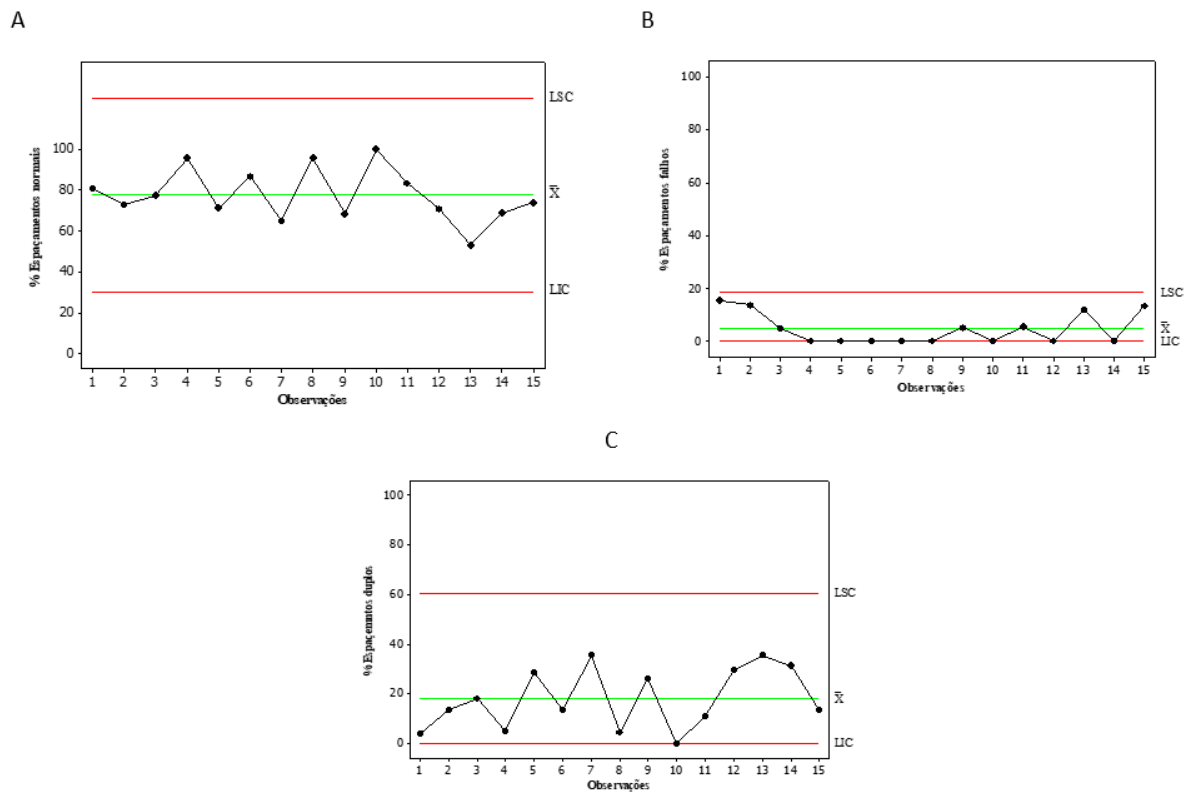 A
% Espaçamentos normais
100
80
60
40
20
0
LSC
X̿
LIC
1 2 3 4 5 6 7 8 9 10 11 12 13 14 15
Observações
B
% Espaçamentos falhos
100
80
60
40
20
0
LSC
X̿
LIC
1 2 3 4 5 6 7 8 9 10 11 12 13 14 15
Observações
C
% Espaçemntos duplos
100
80
60
40
20
0
LSC
X̿
LIC
1 2 3 4 5 6 7 8 9 10 11 12 13 14 15
Observações